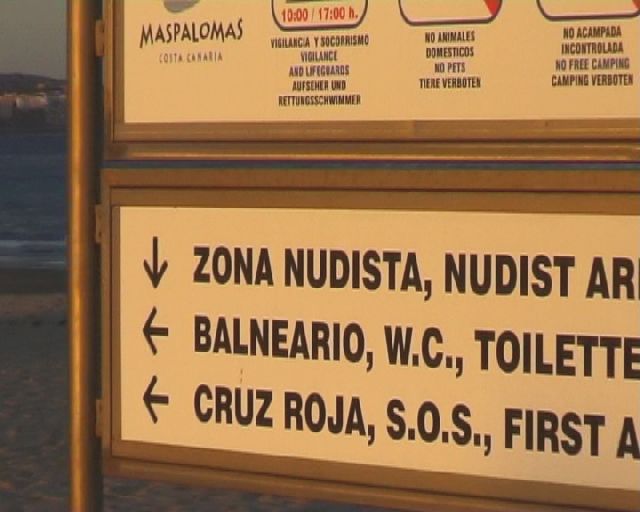 MASPALOMAS
COSTA CANARIA
10:00 / 17:00 h.
VIGILANCIA Y SOCORRISMO
VIGILANCE
AND LIFEGUARDS
AUFSEHER UND
RETTUNGSSCHWIMMER
NO ANIMALES
DOMESTICOS
NO PETS
TIERE VERBOTEN
NO ACAMPADA
INCONTROLADA
NO FREE CAMPING
CAMPING VERBOTEN
↓ ZONA NUDISTA, NUDIST ARE
← BALNEARIO, W.C., TOILETTE
← CRUZ ROJA, S.O.S., FIRST A